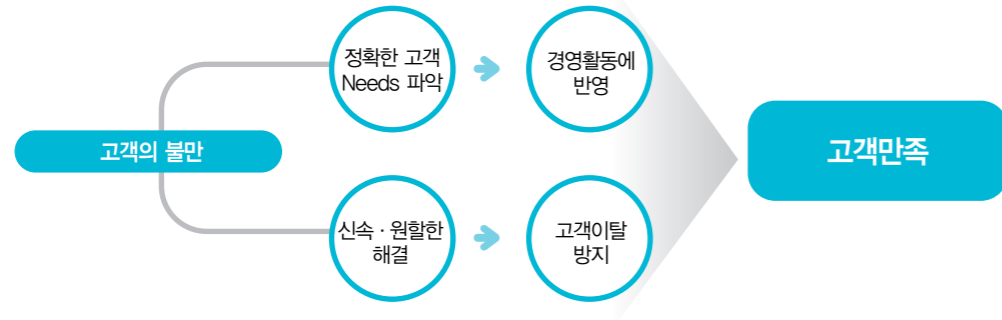 고객의 불만
정확한 고객
Needs 파악
경영활동에
반영
신속 · 원할한
해결
고객이탈
방지
고객만족